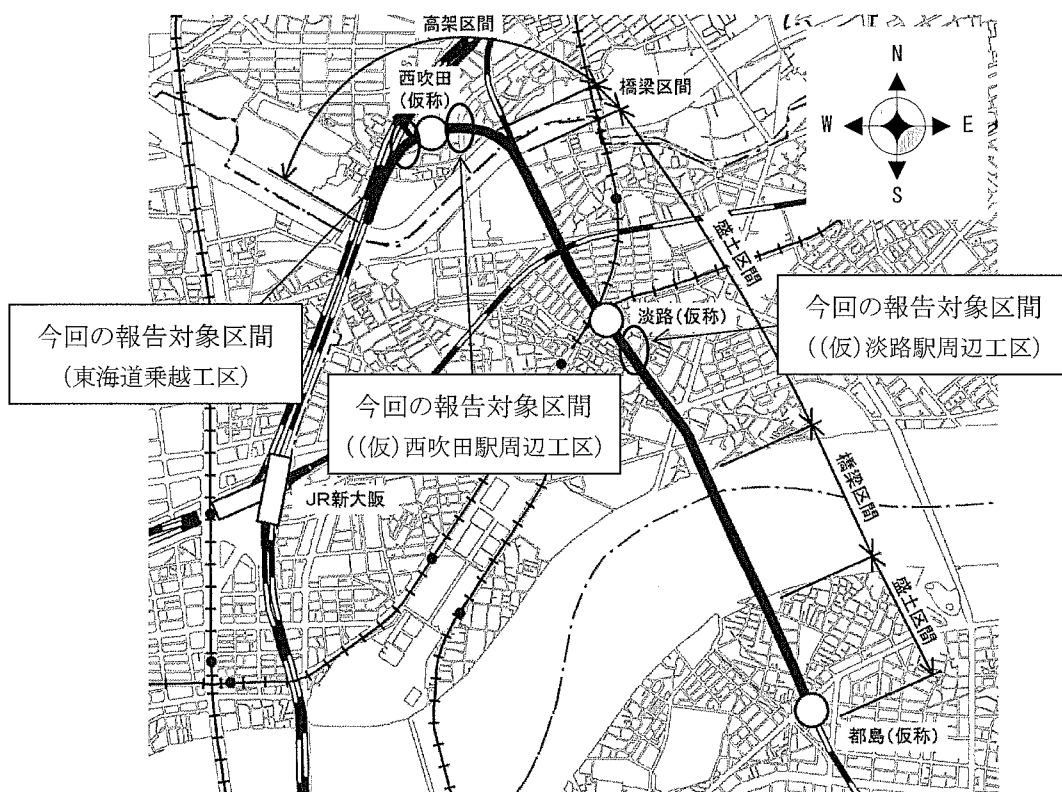 高架区間
西吹田
(仮称)
橋梁区間
N
W
E
S
盛土区間
今回の報告対象区間
(東海道乗越工区)
今回の報告対象区間
((仮)西吹田駅周辺工区)
淡路(仮称)
今回の報告対象区間
((仮)淡路駅周辺工区)
JR新大阪
橋梁区間
盛土区間
都島(仮称)